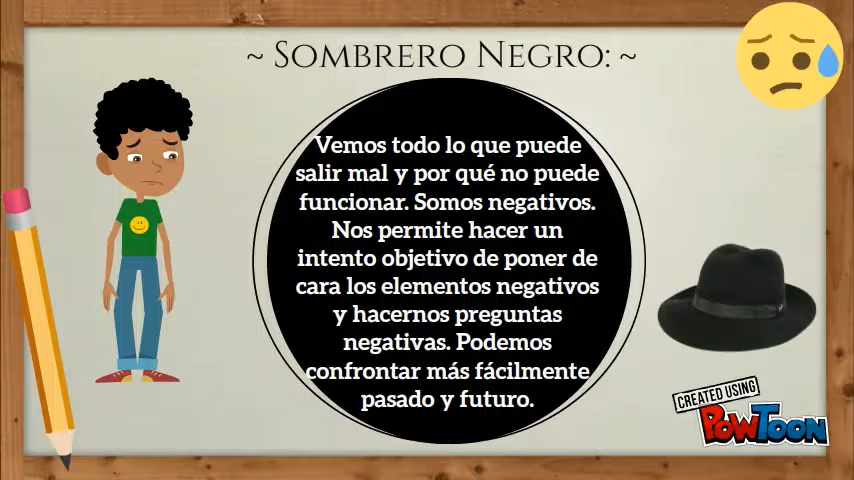 ~ Sombrero Negro: ~
Vemos todo lo que puede
salir mal y por qué no puede
funcionar. Somos negativos.
Nos permite hacer un
intento objetivo de poner de
cara los elementos negativos
y hacernos preguntas
negativas. Podemos
confrontar más fácilmente
pasado y futuro.
CREATED USING
POWTOON